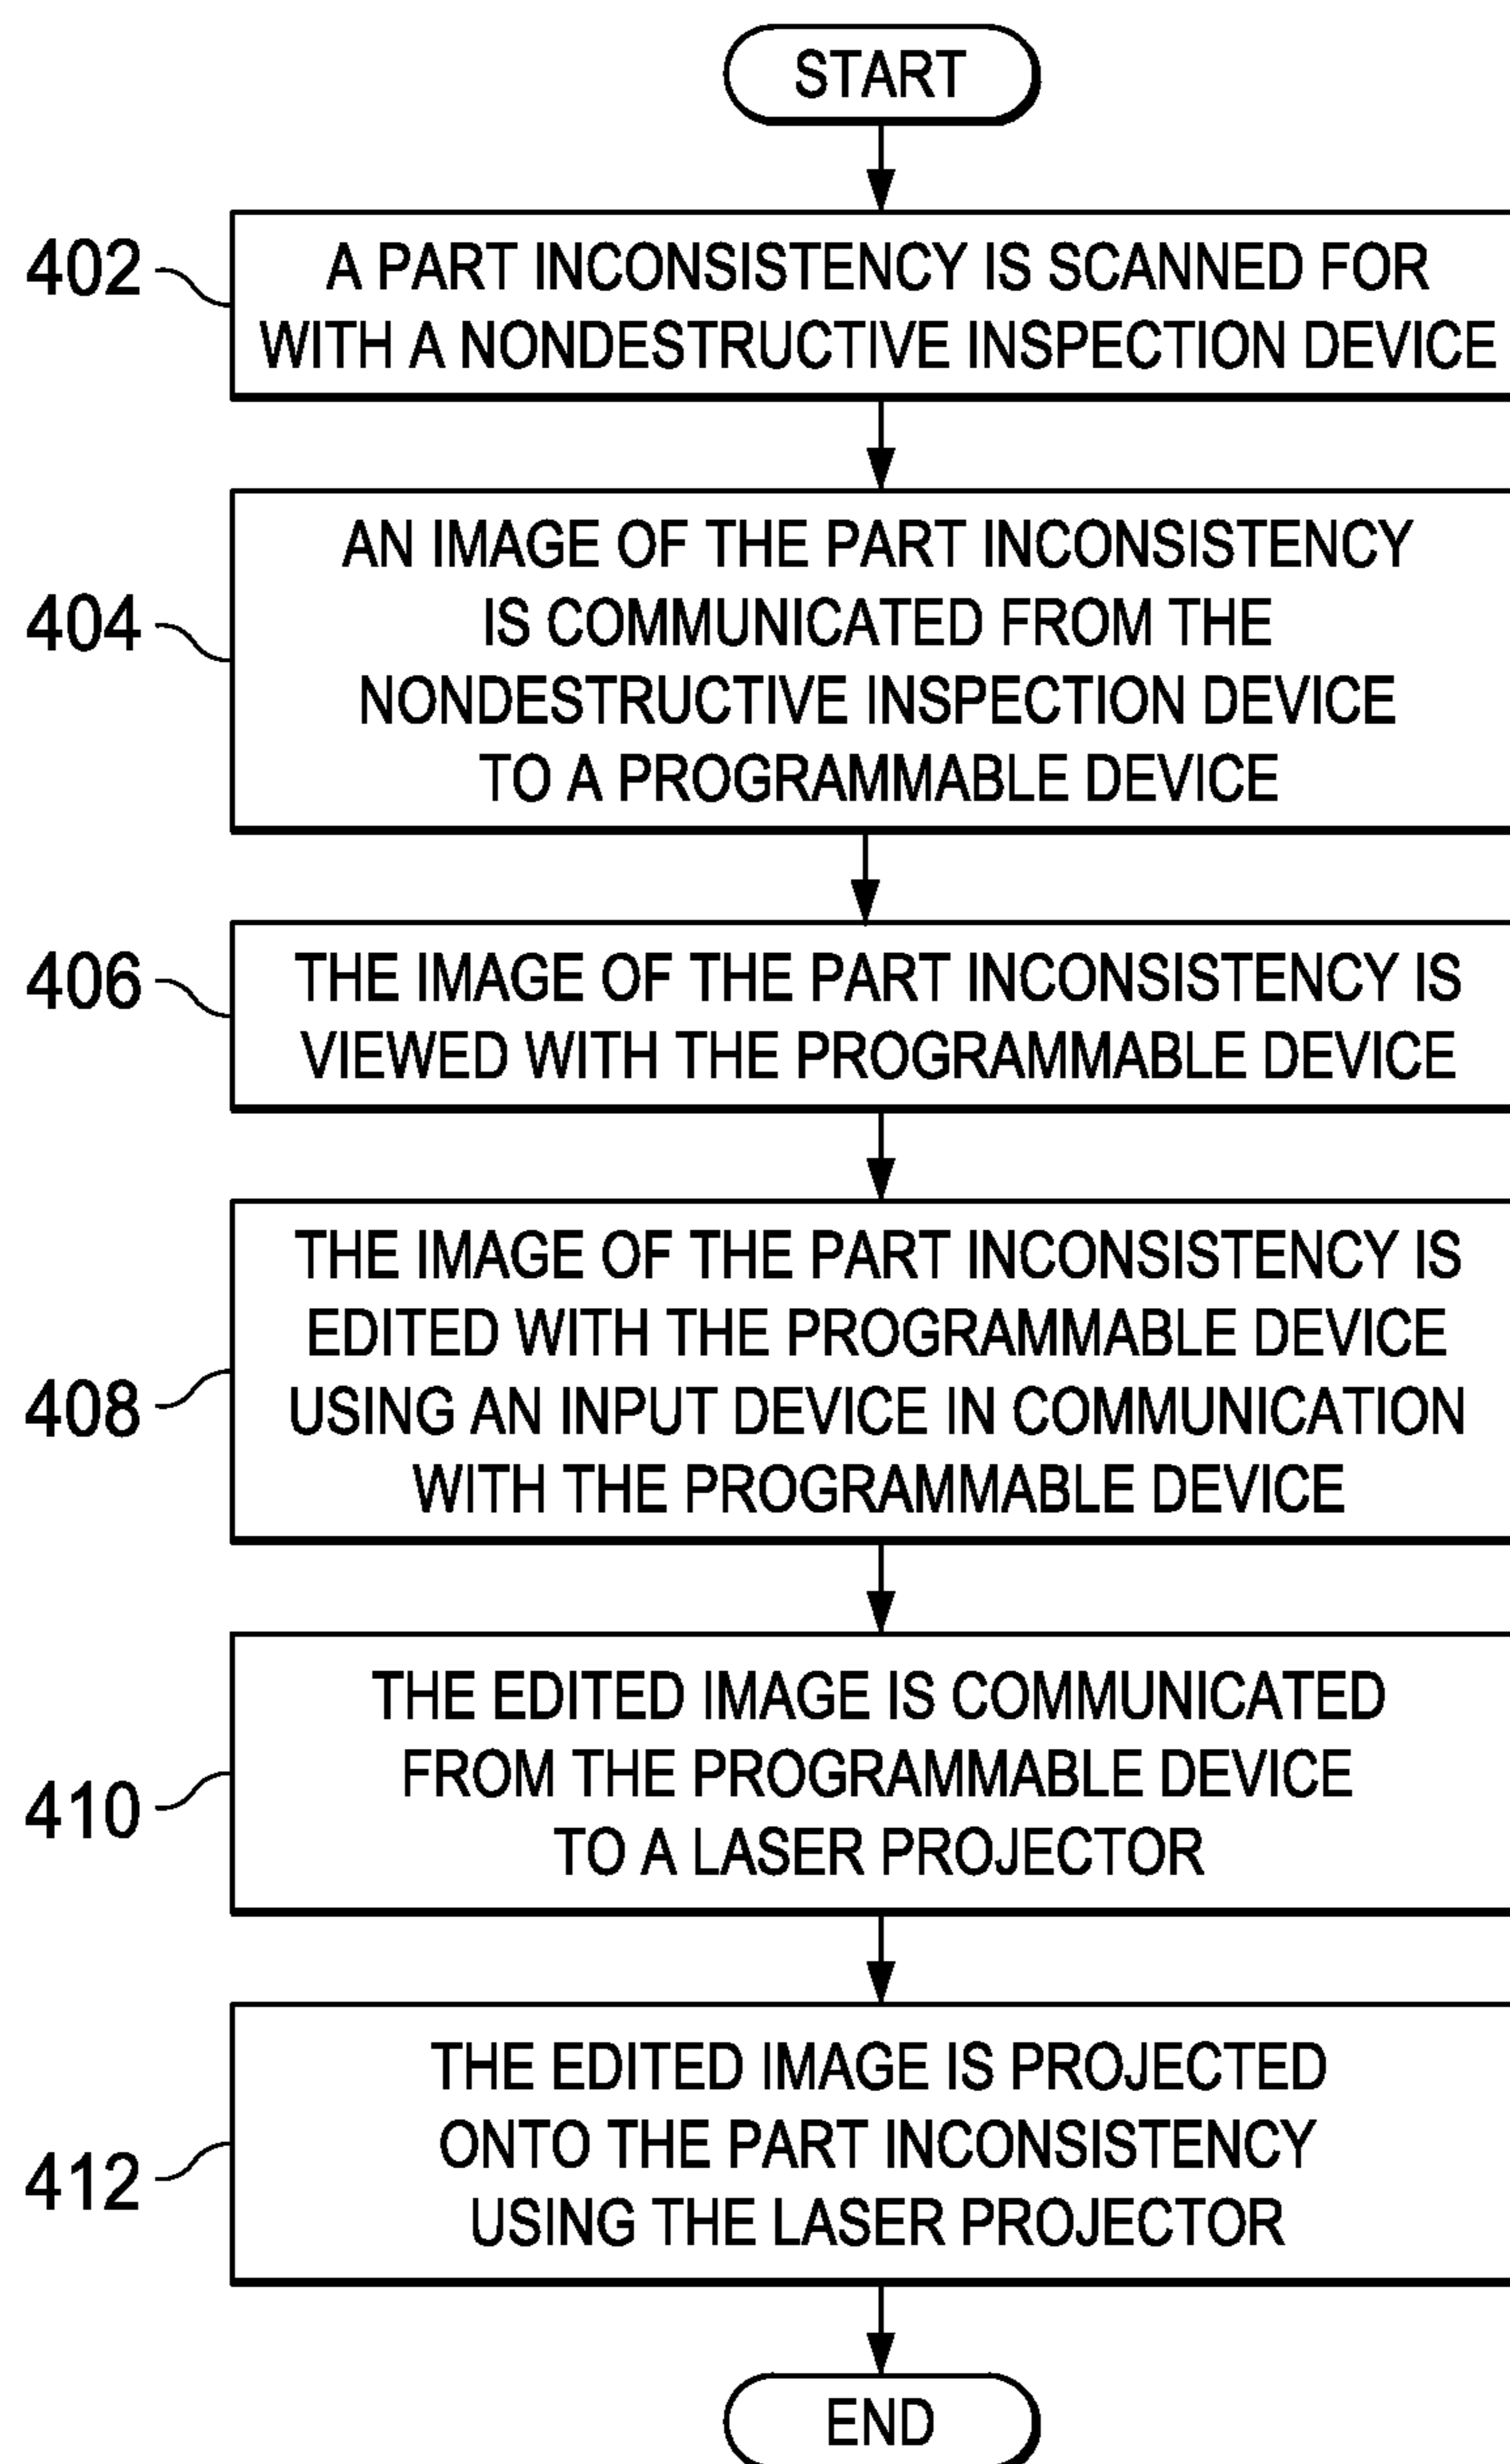 START
402
A PART INCONSISTENCY IS SCANNED FOR
WITH A NONDESTRUCTIVE INSPECTION DEVICE
404
AN IMAGE OF THE PART INCONSISTENCY
IS COMMUNICATED FROM THE
NONDESTRUCTIVE INSPECTION DEVICE
TO A PROGRAMMABLE DEVICE
406
THE IMAGE OF THE PART INCONSISTENCY IS
VIEWED WITH THE PROGRAMMABLE DEVICE
408
THE IMAGE OF THE PART INCONSISTENCY IS
EDITED WITH THE PROGRAMMABLE DEVICE
USING AN INPUT DEVICE IN COMMUNICATION
WITH THE PROGRAMMABLE DEVICE
410
THE EDITED IMAGE IS COMMUNICATED
FROM THE PROGRAMMABLE DEVICE
TO A LASER PROJECTOR
412
THE EDITED IMAGE IS PROJECTED
ONTO THE PART INCONSISTENCY
USING THE LASER PROJECTOR
END